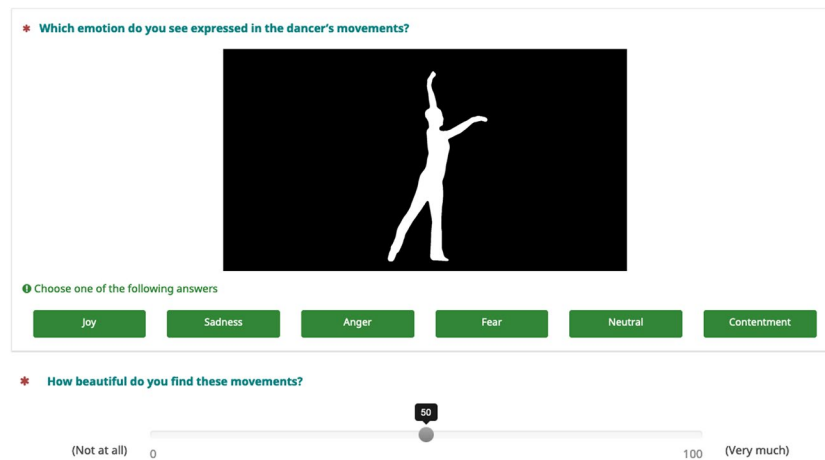 * Which emotion do you see expressed in the dancer’s movements?
Choose one of the following answers
Joy Sadness Anger Fear Neutral Contentment
* How beautiful do you find these movements?
50
(Not at all) 0 100 (Very much)